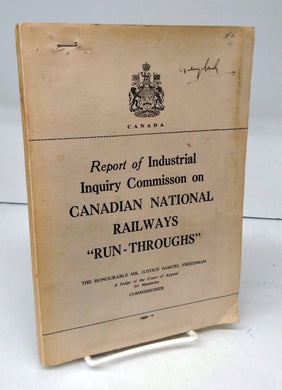 CANADA
Report of Industrial
Inquiry Commisson on
CANADIAN NATIONAL
RAILWAYS
“RUN-THROUGHS”
THE HONOURABLE MR. JUSTICE SAMUEL FREEDMAN
A Judge of the Court of Appeal
for Manitoba
COMMISSIONER